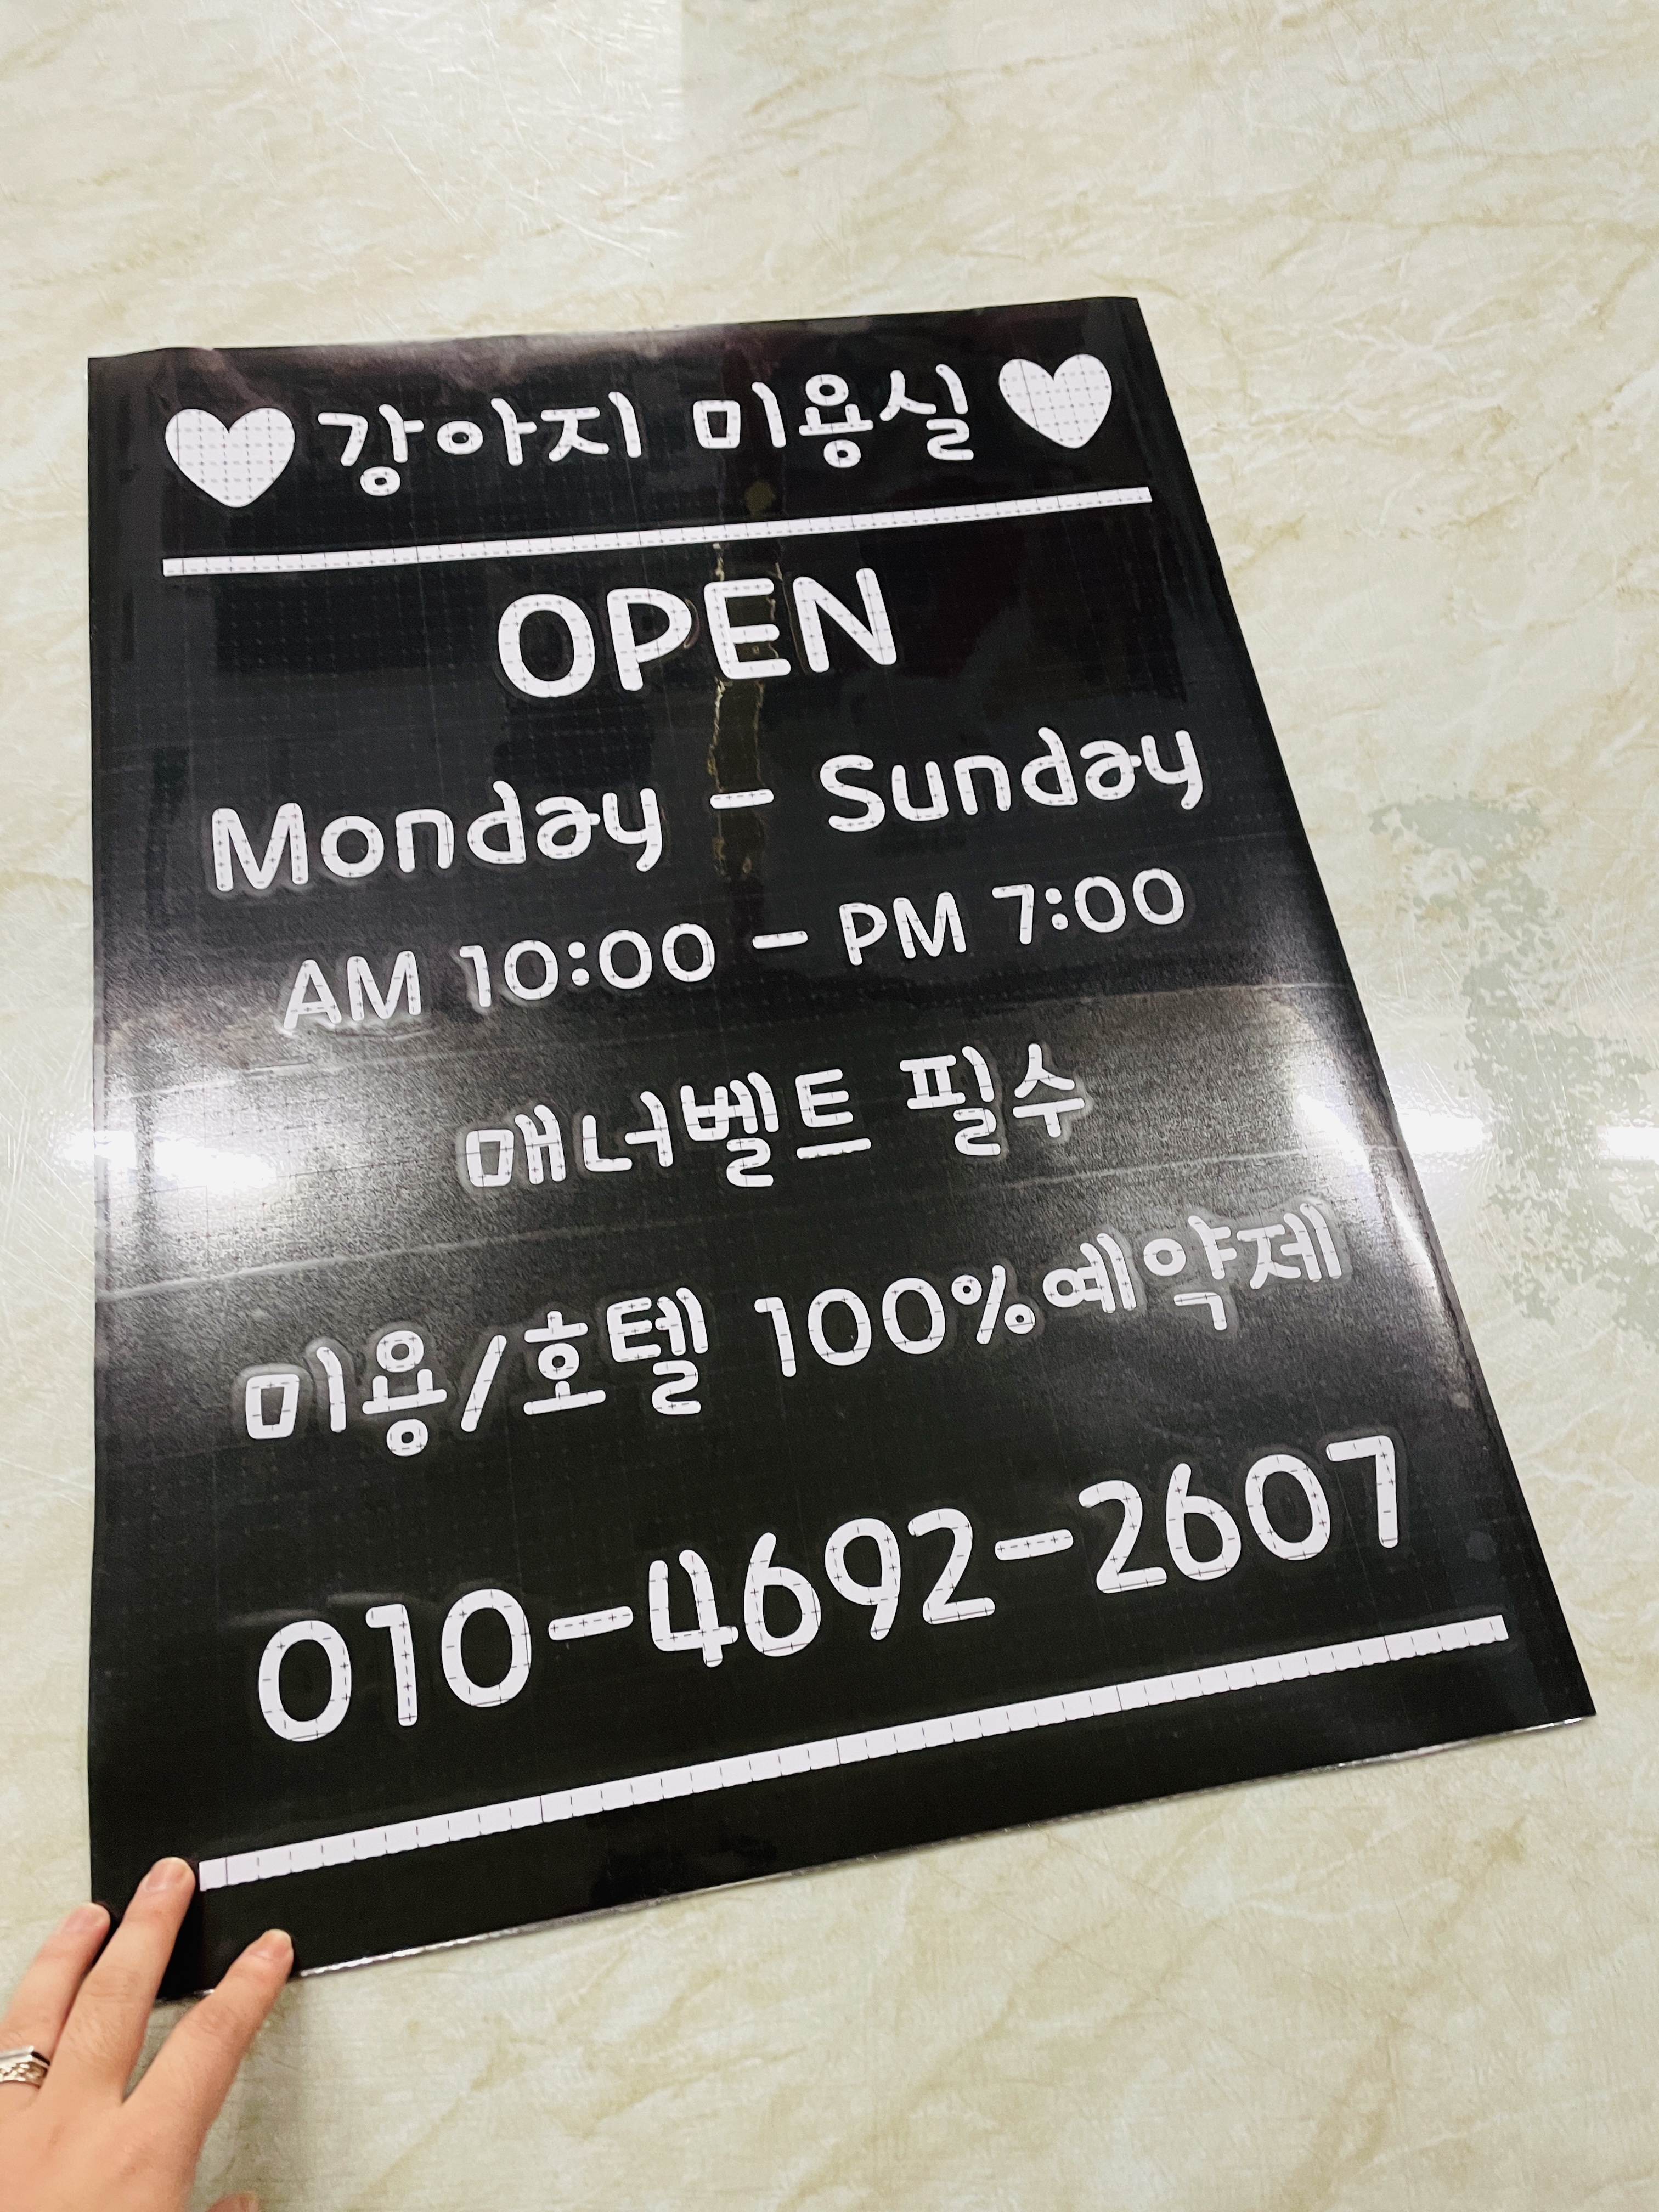 ♥강아지 미용실♥
OPEN
Monday - Sunday
AM 10:00 - PM 7:00
매너벨트 필수
미용/호텔 100%예약제
010-4692-2607